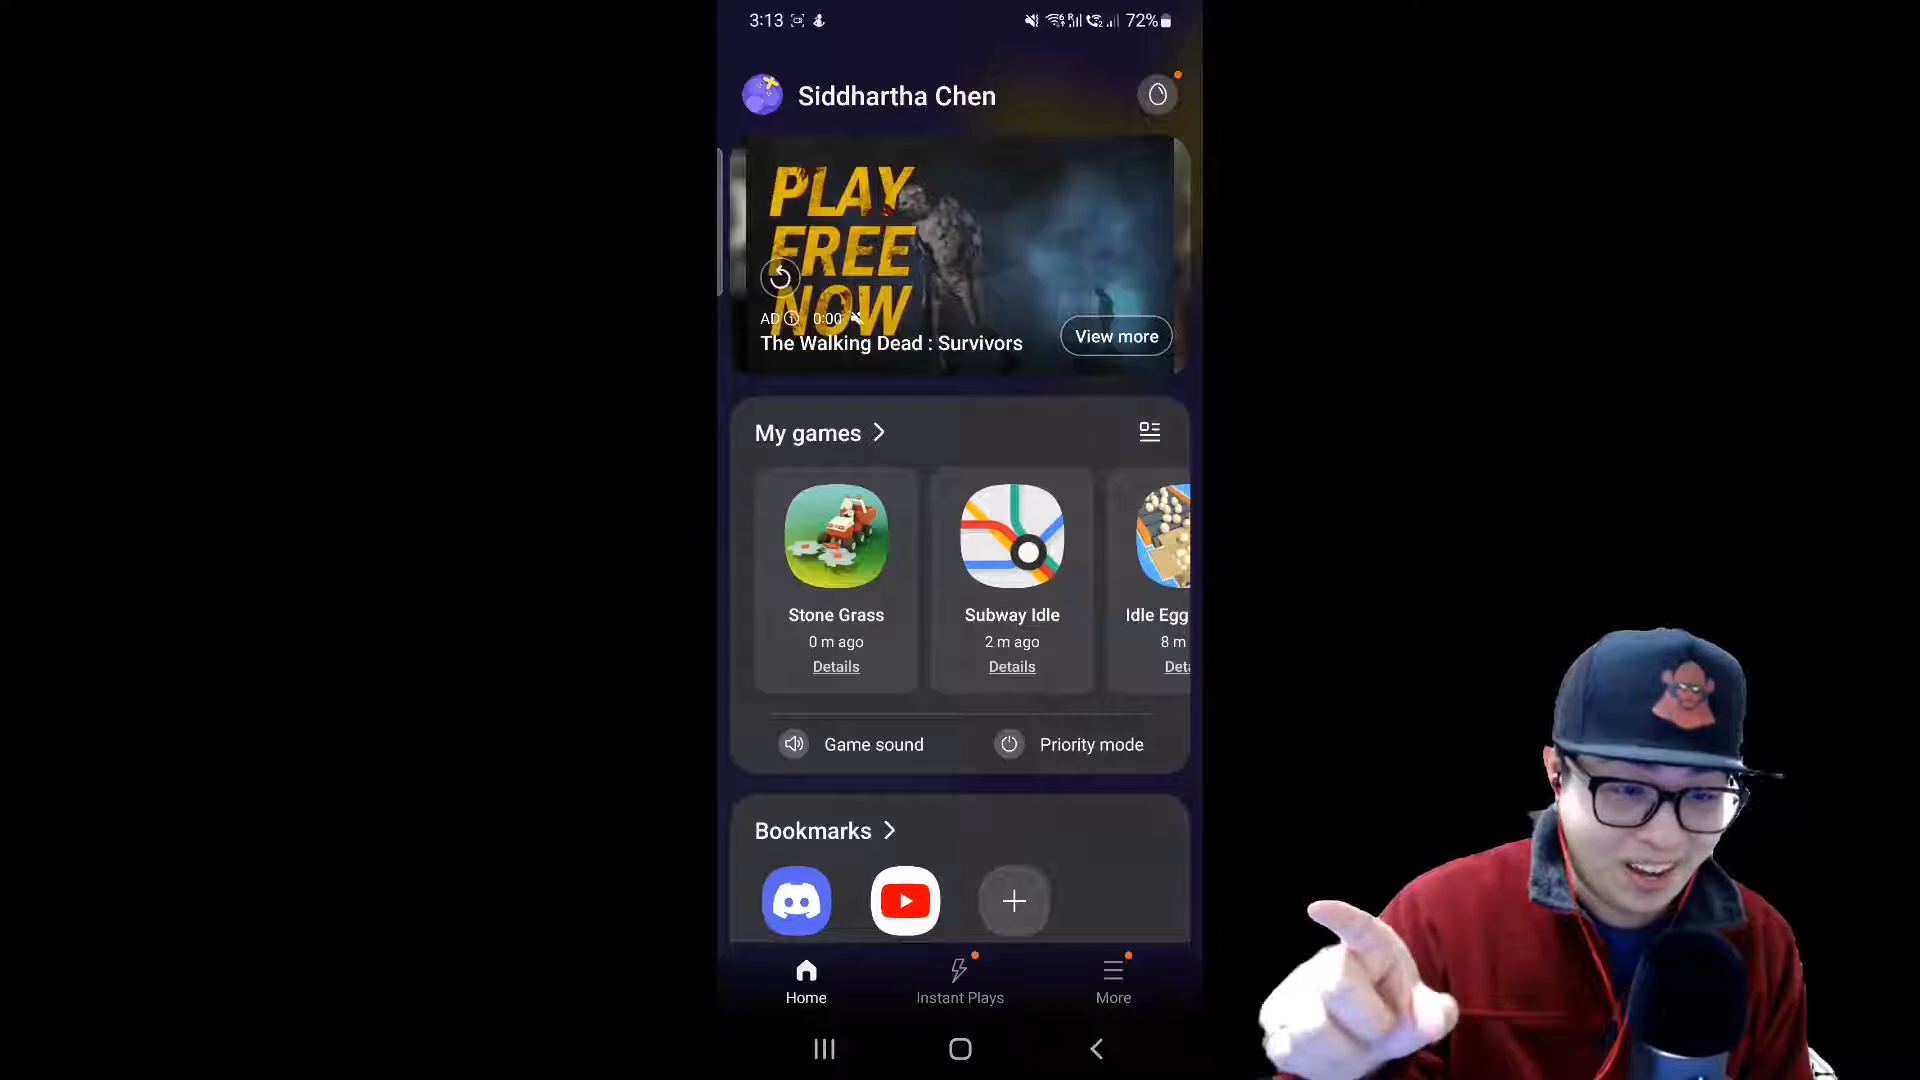 3:13
72%
Siddhartha Chen
PLAY
FREE
NOW
AD 0:00
The Walking Dead : Survivors
View more
My games
Stone Grass
Subway Idle
Idle Egg
0 m ago
2 m ago
8 m
Details
Details
Deta
Game sound
Priority mode
Bookmarks
Home
Instant Plays
More